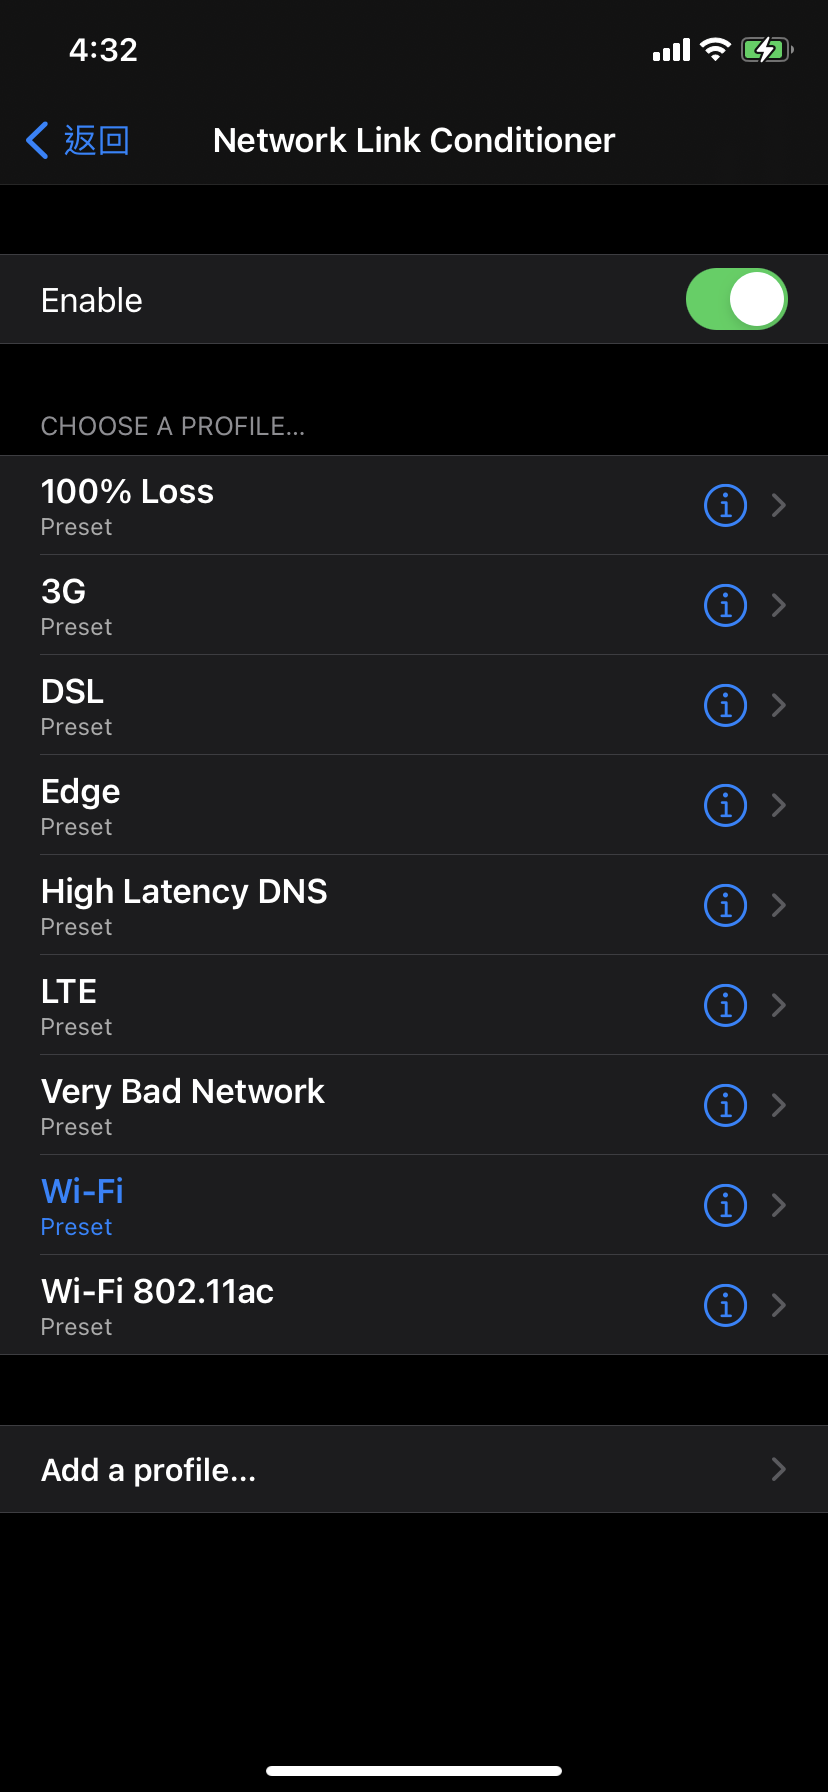 4:32
返回
Network Link Conditioner
Enable
CHOOSE A PROFILE...
100% Loss
Preset
3G
Preset
DSL
Preset
Edge
Preset
High Latency DNS
Preset
LTE
Preset
Very Bad Network
Preset
Wi-Fi
Preset
Wi-Fi 802.11ac
Preset
Add a profile...